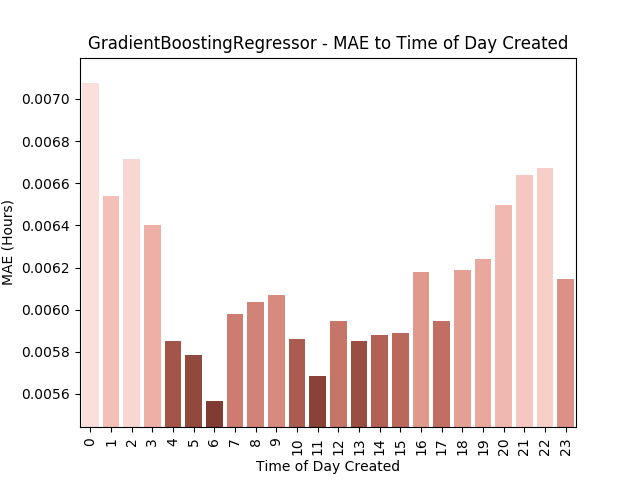 GradientBoostingRegressor - MAE to Time of Day Created
MAE (Hours)
0.0070
0.0068
0.0066
0.0064
0.0062
0.0060
0.0058
0.0056
0 1 2 3 4 5 6 7 8 9 10 11 12 13 14 15 16 17 18 19 20 21 22 23
Time of Day Created